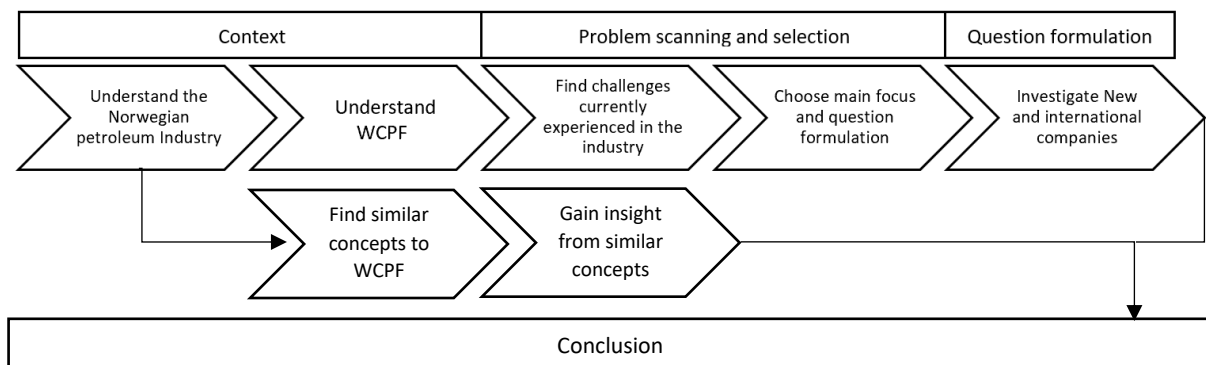 Context
Problem scanning and selection
Question formulation
Understand the
Norwegian
petroleum Industry
Understand
WCPF
Find challenges
currently
experienced in the
industry
Choose main focus
and question
formulation
Investigate New
and international
companies
Find similar
concepts to
WCPF
Gain insight
from similar
concepts
Conclusion